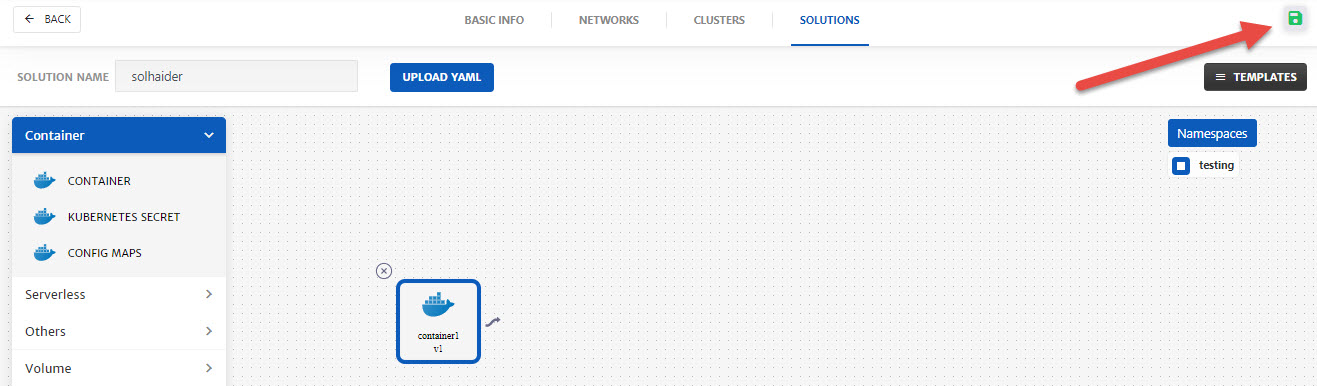 BACK
BASIC INFO
NETWORKS
CLUSTERS
SOLUTIONS
SOLUTION NAME
solhaider
UPLOAD YAML
TEMPLATES
Container
CONTAINER
KUBERNETES SECRET
CONFIG MAPS
Serverless
Others
Volume
Namespaces
testing
container1
v1